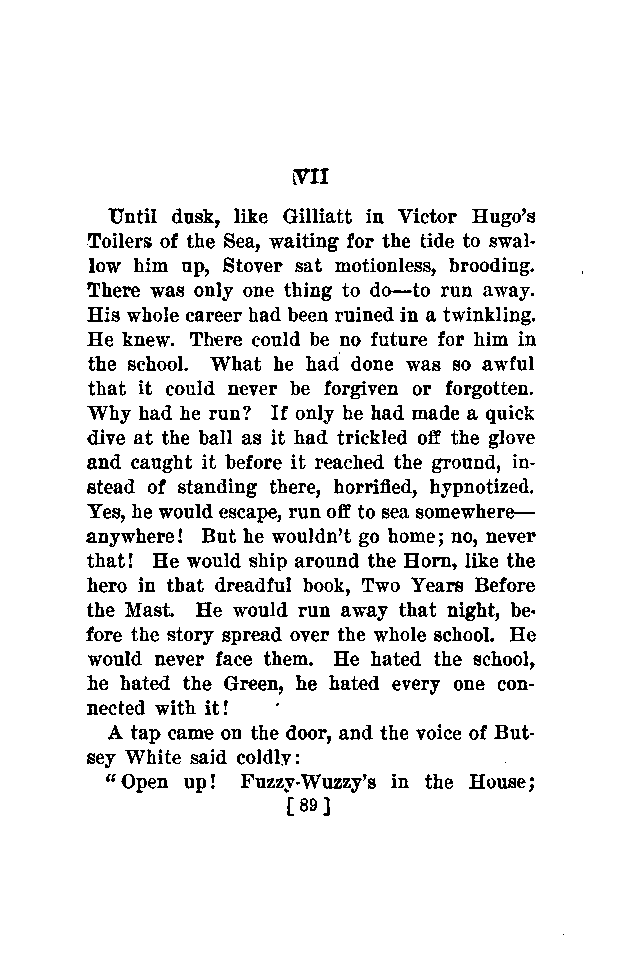 VII
Until dusk, like Gilliatt in Victor Hugo's
Toilers of the Sea, waiting for the tide to swal-
low him up, Stover sat motionless, brooding.
There was only one thing to do—to run away.
His whole career had been ruined in a twinkling.
He knew. There could be no future for him in
the school. What he had done was so awful
that it could never be forgiven or forgotten.
Why had he run? If only he had made a quick
dive at the ball as it had trickled off the glove
and caught it before it reached the ground, in-
stead of standing there, horrified, hypnotized.
Yes, he would escape, run off to sea somewhere—
anywhere! But he wouldn't go home; no, never
that! He would ship around the Horn, like the
hero in that dreadful book, Two Years Before
the Mast. He would run away that night, be-
fore the story spread over the whole school. He
would never face them. He hated the school,
he hated the Green, he hated every one con-
nected with it!
A tap came on the door, and the voice of But-
sey White said coldly:
"Open up! Fuzzy-Wuzzy's in the House;
[89]